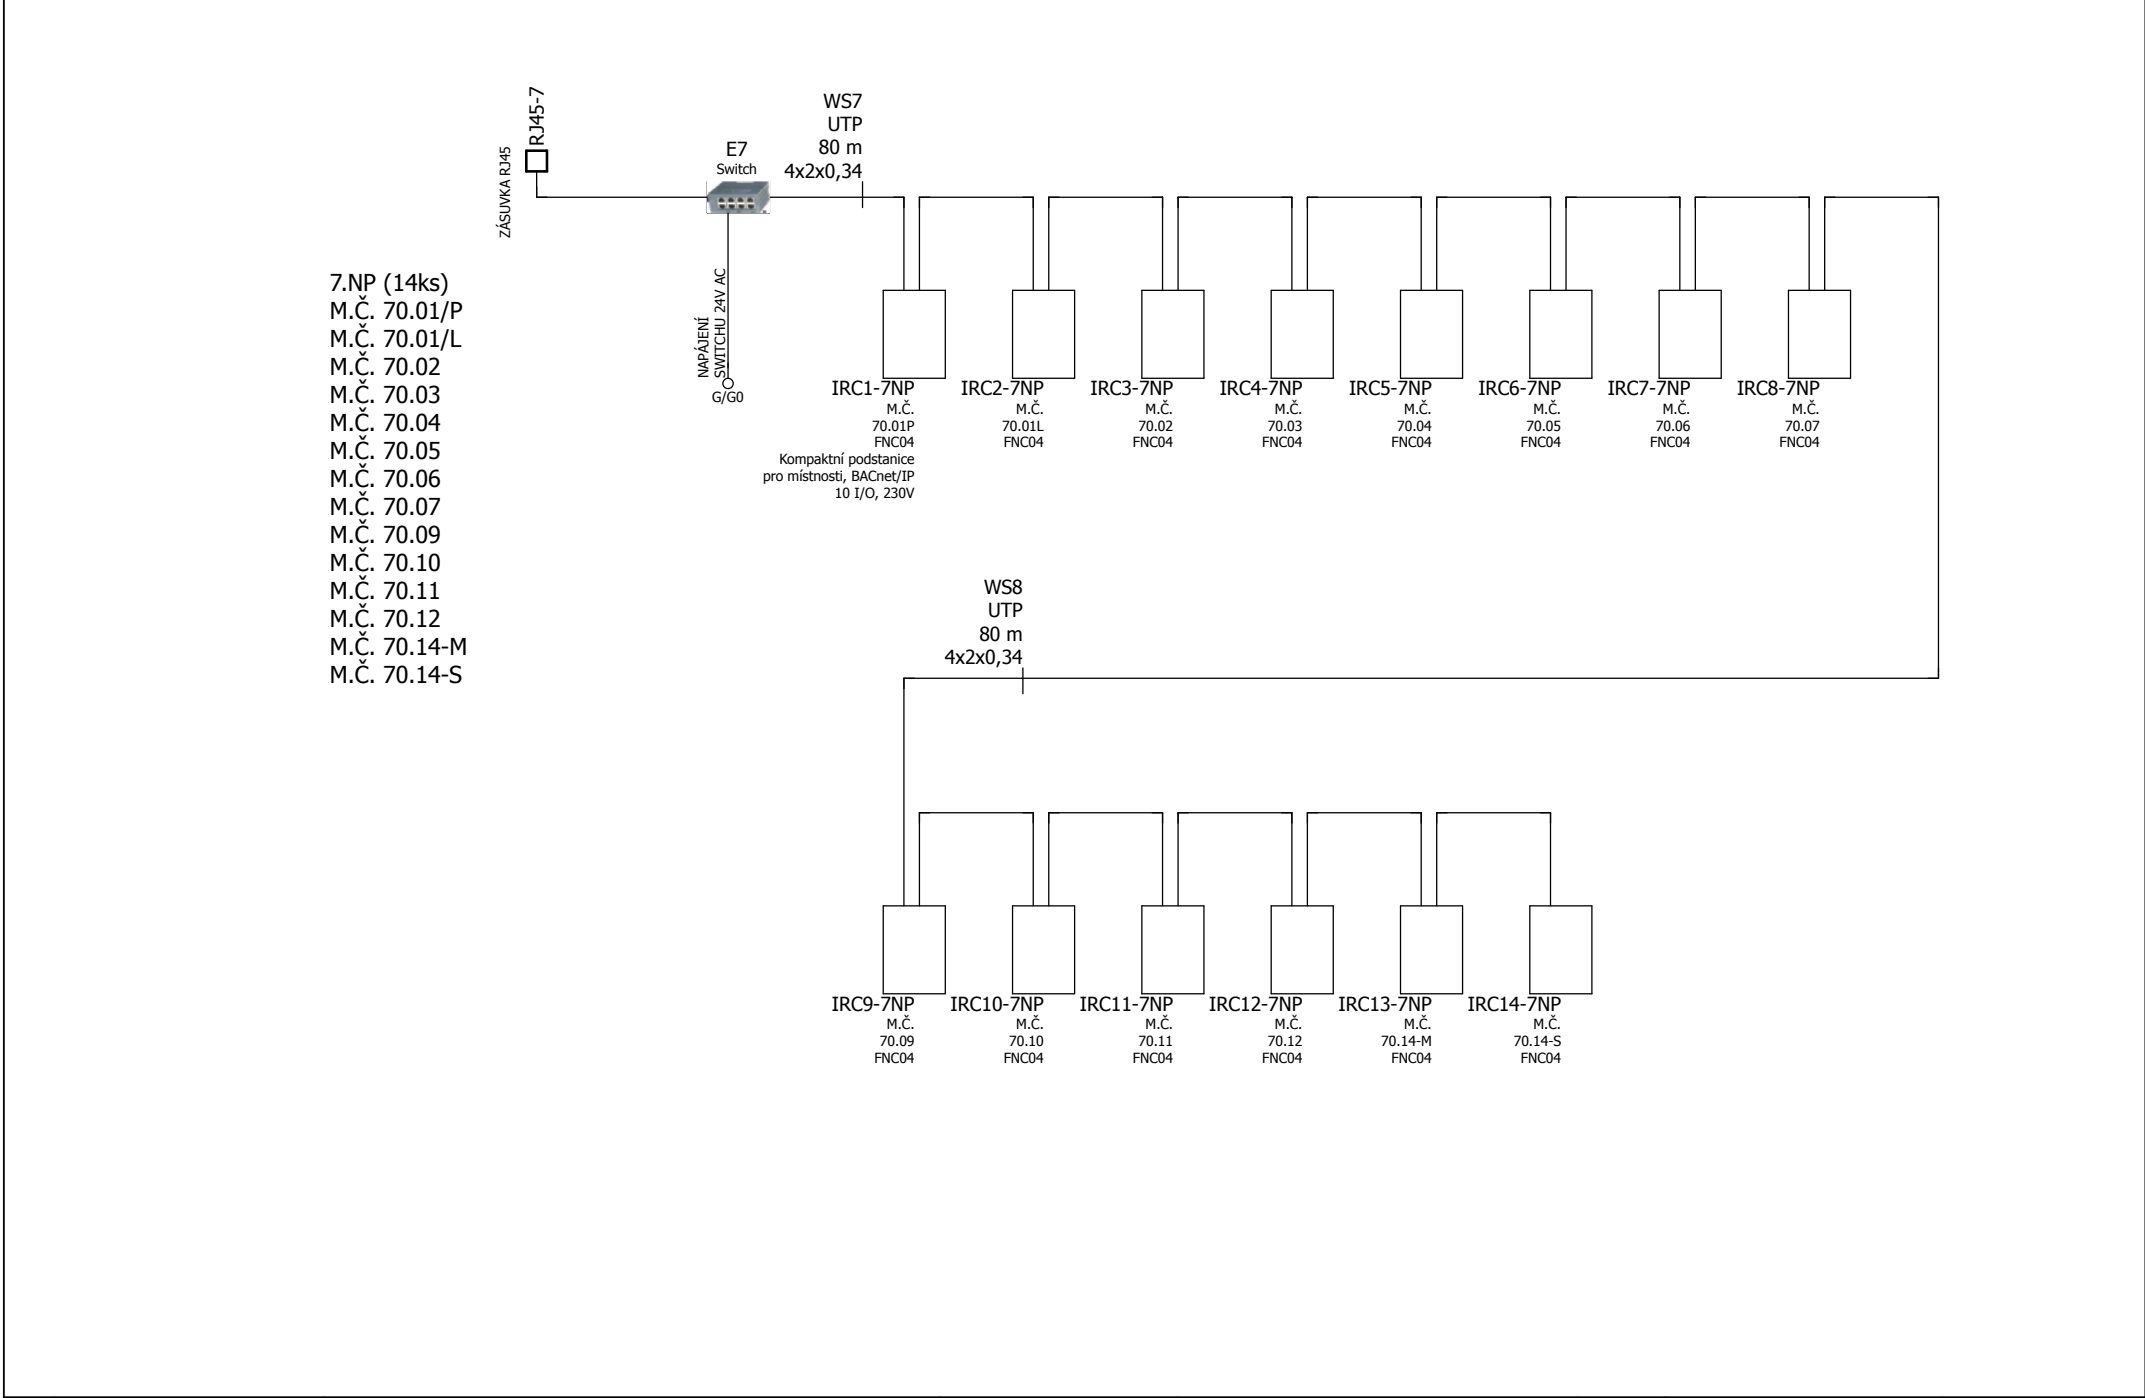 RJ45-7
ZÁSUVKA RJ45
E7
Switch
WS7
UTP
80 m
4x2x0,34
NAPÁJENÍ
SWITCHU 24V AC
G/G0
7.NP (14ks)
M.Č. 70.01/P
M.Č. 70.01/L
M.Č. 70.02
M.Č. 70.03
M.Č. 70.04
M.Č. 70.05
M.Č. 70.06
M.Č. 70.07
M.Č. 70.09
M.Č. 70.10
M.Č. 70.11
M.Č. 70.12
M.Č. 70.14-M
M.Č. 70.14-S
IRC1-7NP
M.Č.
70.01P
FNC04
Kompaktní podstanice
pro místnosti, BACnet/IP
10 I/O, 230V
IRC2-7NP
M.Č.
70.01L
FNC04
IRC3-7NP
M.Č.
70.02
FNC04
IRC4-7NP
M.Č.
70.03
FNC04
IRC5-7NP
M.Č.
70.04
FNC04
IRC6-7NP
M.Č.
70.05
FNC04
IRC7-7NP
M.Č.
70.06
FNC04
IRC8-7NP
M.Č.
70.07
FNC04
WS8
UTP
80 m
4x2x0,34
IRC9-7NP
M.Č.
70.09
FNC04
IRC10-7NP
M.Č.
70.10
FNC04
IRC11-7NP
M.Č.
70.11
FNC04
IRC12-7NP
M.Č.
70.12
FNC04
IRC13-7NP
M.Č.
70.14-M
FNC04
IRC14-7NP
M.Č.
70.14-S
FNC04